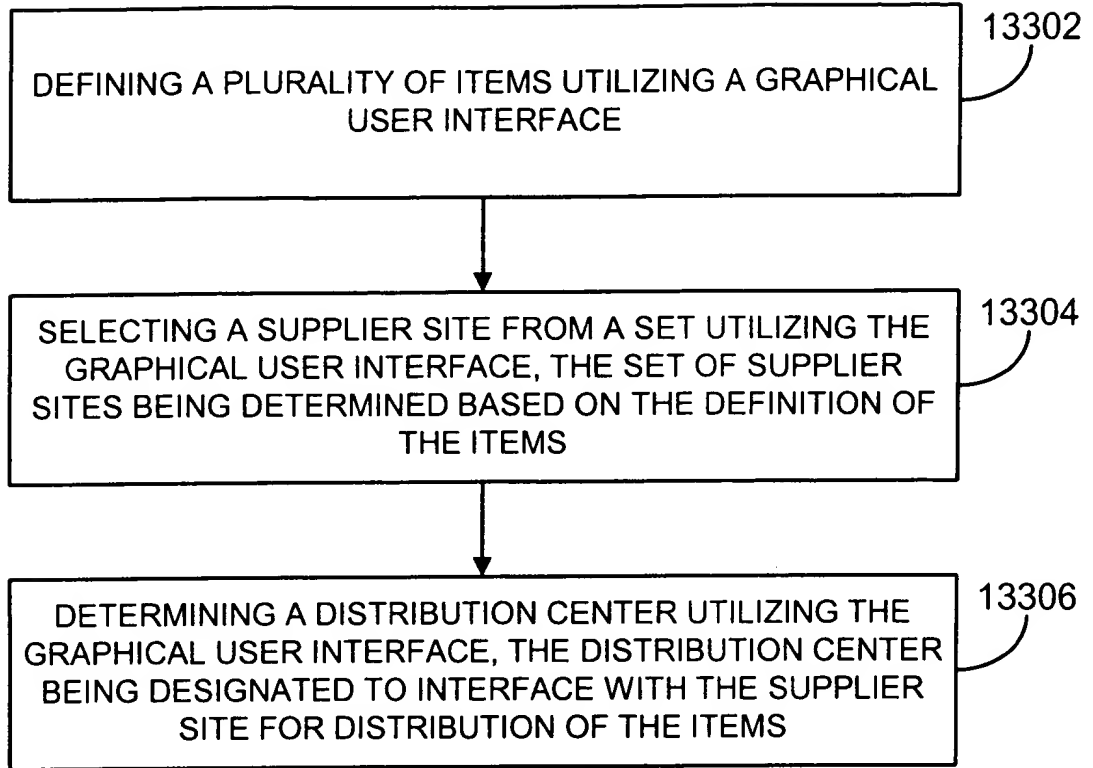 13302
DEFINING A PLURALITY OF ITEMS UTILIZING A GRAPHICAL
USER INTERFACE
13304
SELECTING A SUPPLIER SITE FROM A SET UTILIZING THE
GRAPHICAL USER INTERFACE, THE SET OF SUPPLIER
SITES BEING DETERMINED BASED ON THE DEFINITION OF
THE ITEMS
13306
DETERMINING A DISTRIBUTION CENTER UTILIZING THE
GRAPHICAL USER INTERFACE, THE DISTRIBUTION CENTER
BEING DESIGNATED TO INTERFACE WITH THE SUPPLIER
SITE FOR DISTRIBUTION OF THE ITEMS